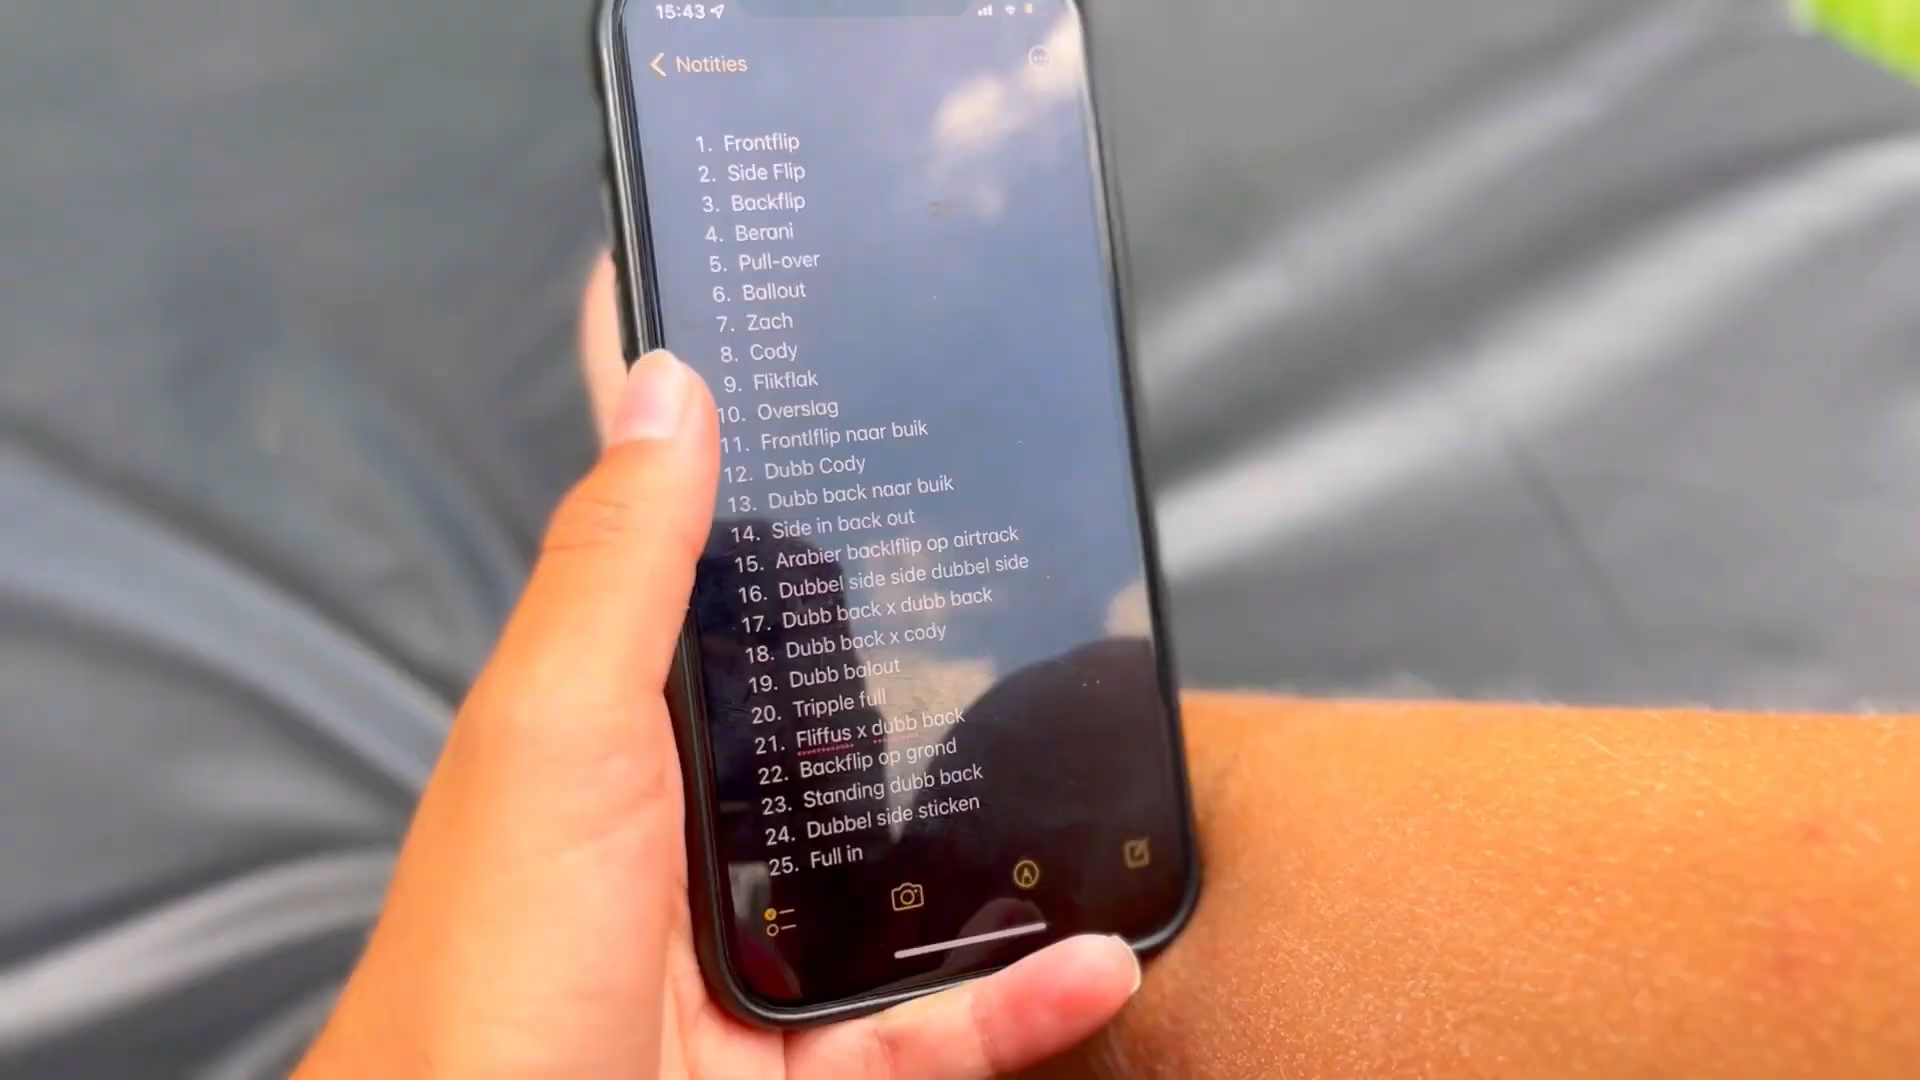 15:43
Notities
1. Frontflip
2. Side Flip
3. Backflip
4. Berani
5. Pull-over
6. Ballout
7. Zach
8. Cody
9. Flikflak
10. Overslag
11. Frontlflip naar buik
12. Dubb Cody
13. Dubb back naar buik
14. Side in back out
15. Arabier backlflip op airtrack
16. Dubbel side side dubbel side
17. Dubb back x dubb back
18. Dubb back x cody
19. Dubb balout
20. Tripple full
21. Fliffus x dubb back
22. Backflip op grond
23. Standing dubb back
24. Dubbel side sticken
25. Full in